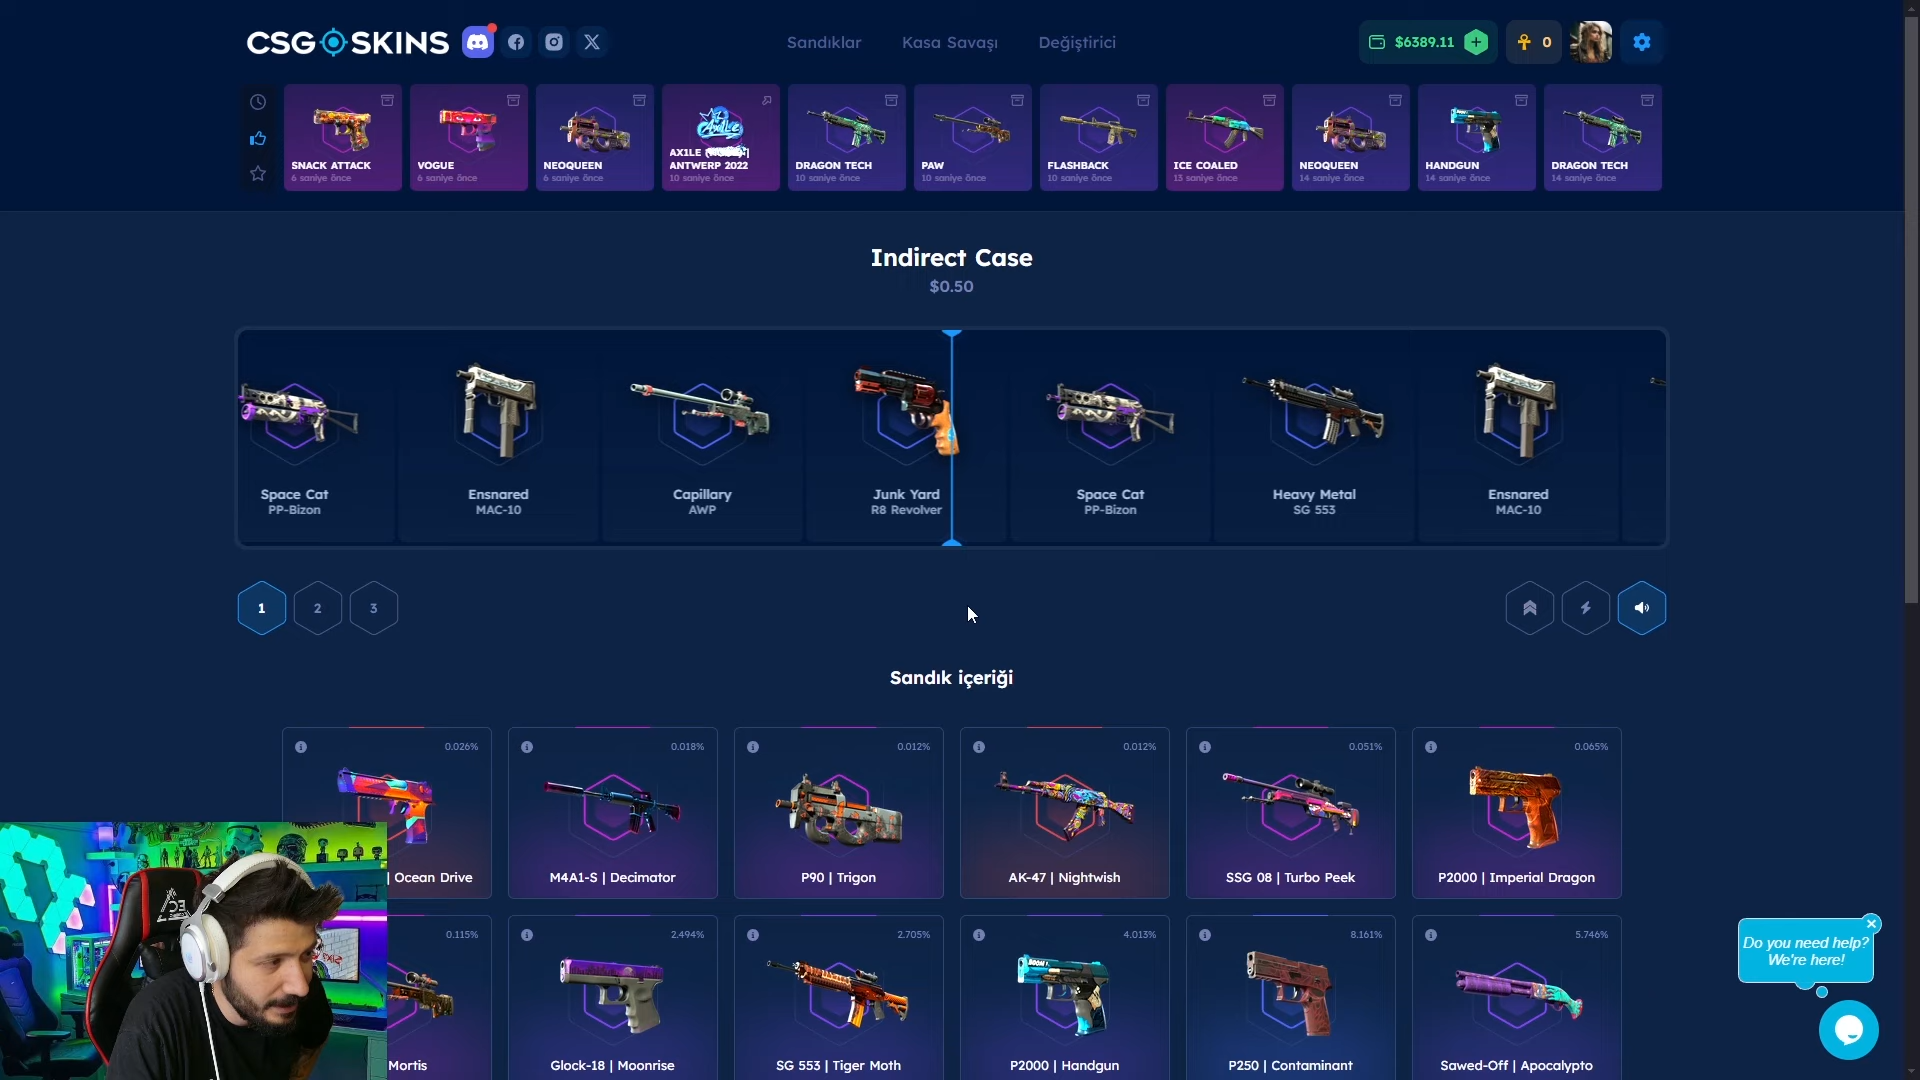 CSG SKINS
Sandıklar
Kasa Savaşı
Değiştirici
$6389.11
0
SNACK ATTACK
6 saniye önce
VOGUE
6 saniye önce
NEOQUEEN
6 saniye önce
AX1LE
ANTWERP 2022
10 saniye önce
DRAGON TECH
10 saniye önce
PAW
10 saniye önce
FLASHBACK
10 saniye önce
ICE COALED
13 saniye önce
NEOQUEEN
14 saniye önce
HANDGUN
14 saniye önce
DRAGON TECH
14 saniye önce
Indirect Case
$0.50
Space Cat
PP-Bizon
Ensnared
MAC-10
Capillary
AWP
Junk Yard
R8 Revolver
Space Cat
PP-Bizon
Heavy Metal
SG 553
Ensnared
MAC-10
1
2
3
Sandık içeriği
0.026%
| Ocean Drive
0.018%
M4A1-S | Decimator
0.012%
P90 | Trigon
0.012%
AK-47 | Nightwish
0.051%
SSG 08 | Turbo Peek
0.065%
P2000 | Imperial Dragon
0.115%
Mortis
2.494%
Glock-18 | Moonrise
2.705%
SG 553 | Tiger Moth
4.013%
P2000 | Handgun
8.161%
P250 | Contaminant
5.746%
Sawed-Off | Apocalypto
Do you need help?
We're here!